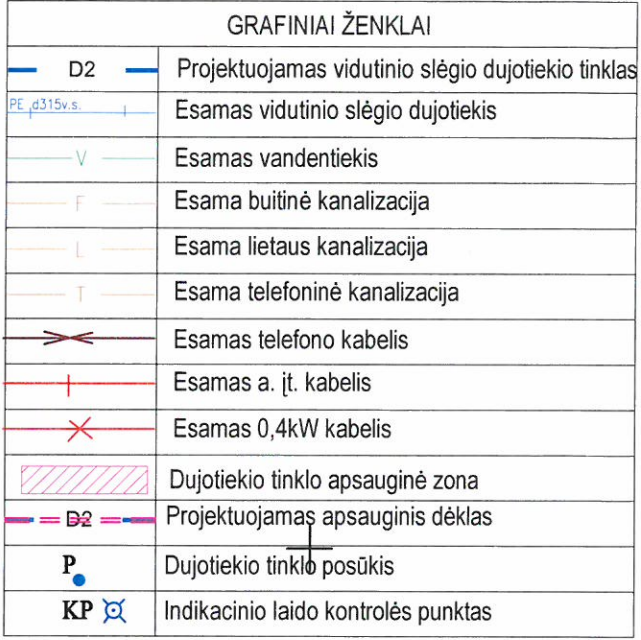 GRAFINIAI ŽENKLAI
D2 Projektuojamas vidutinio slėgio dujotiekio tinklas
PE d315v.s. Esamas vidutinio slėgio dujotiekis
V Esamas vandentiekis
F Esama buitinė kanalizacija
L Esama lietaus kanalizacija
T Esama telefoninė kanalizacija
Esamas telefono kabelis
Esamas a. įt. kabelis
Esamas 0,4kW kabelis
Dujotiekio tinklo apsauginė zona
D2 Projektuojamas apsauginis dėklas
P Dujotiekio tinklo posūkis
KP Indikacinio laido kontrolės punktas